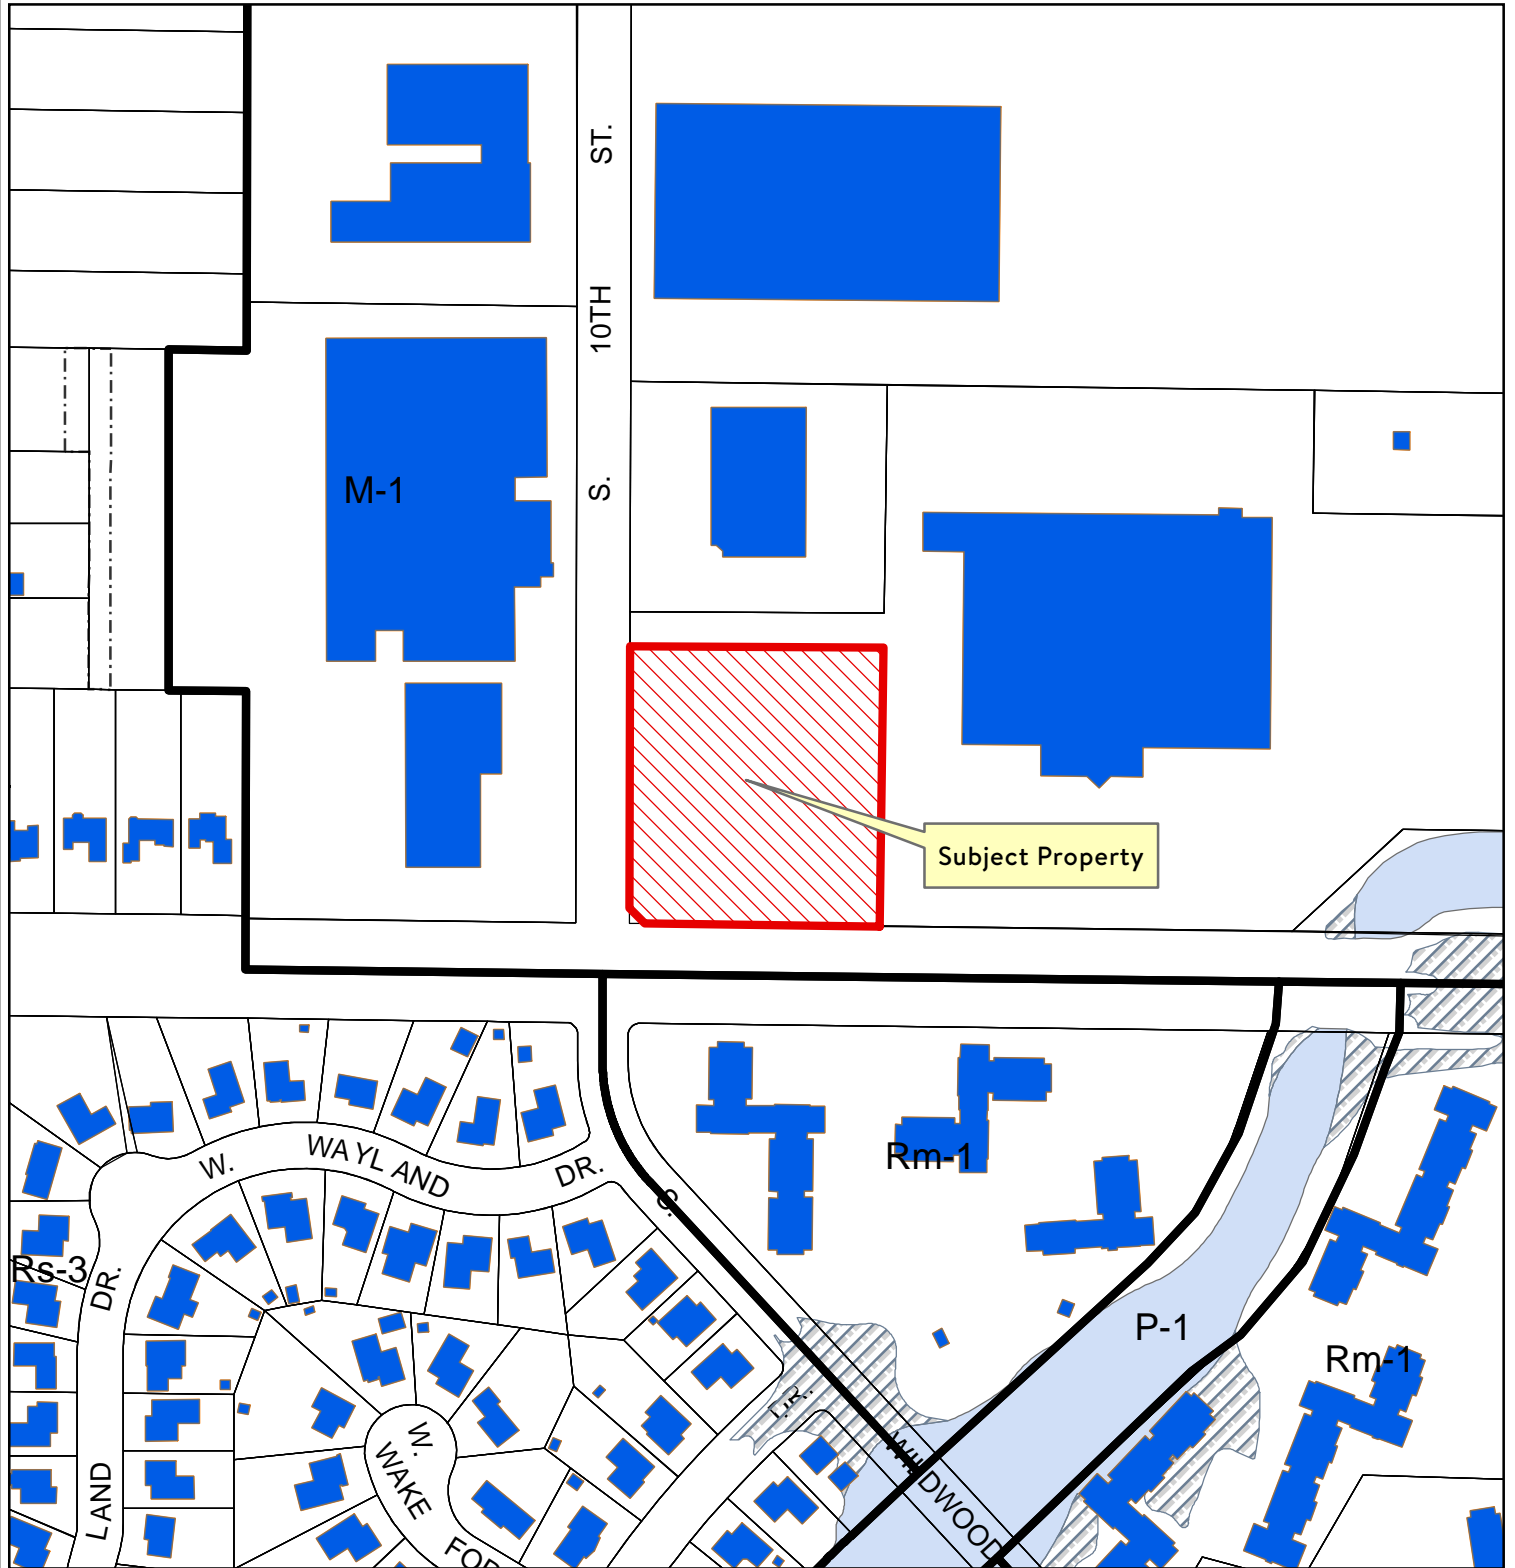 ST.
10TH
S.
M-1
Subject Property
W.
WAYLAND
DR.
S.
Rm-1
Rs-3
DR.
P-1
Rm-1
DR.
W.
WAKE
WILDWOOD
LAND
FOR